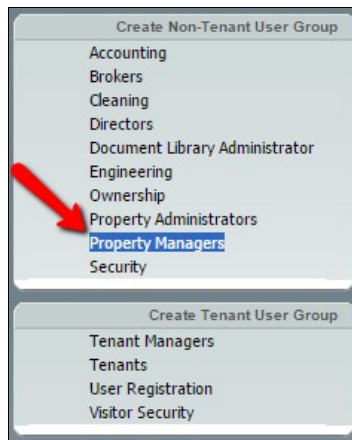 Create Non-Tenant User Group
Accounting
Brokers
Cleaning
Directors
Document Library Administrator
Engineering
Ownership
Property Administrators
Property Managers
Security
Create Tenant User Group
Tenant Managers
Tenants
User Registration
Visitor Security